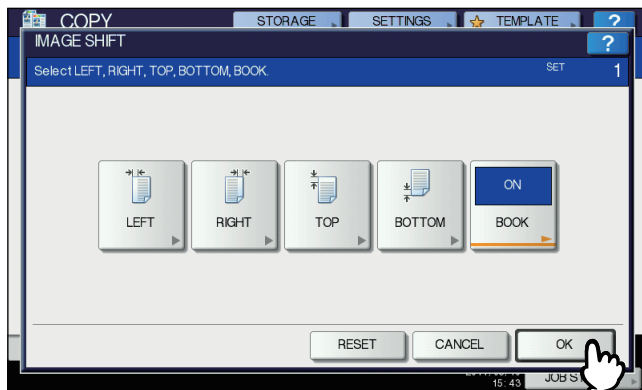 COPY STORAGE SETTINGS TEMPLATE ?
IMAGE SHIFT ?
Select LEFT, RIGHT, TOP, BOTTOM, BOOK. SET 1
ON
LEFT RIGHT TOP BOTTOM BOOK
RESET CANCEL OK
15:43 JOB